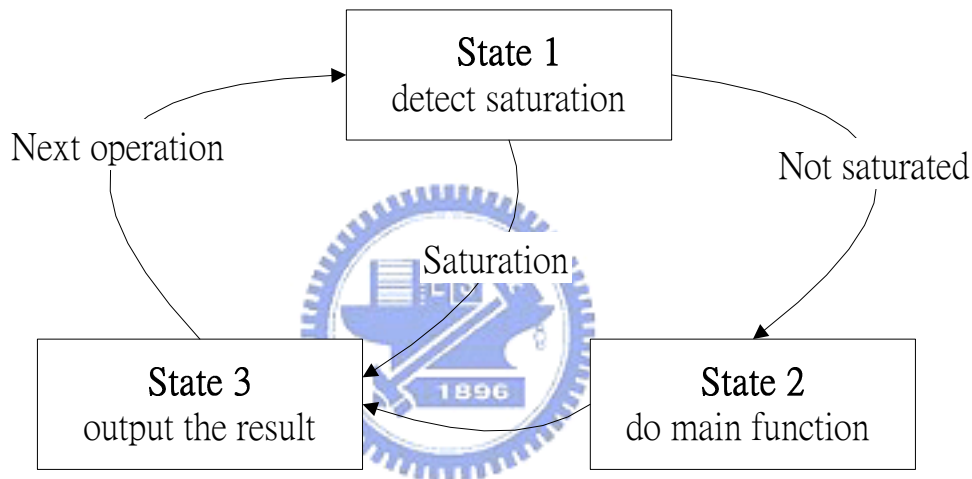 State 1
detect saturation
Next operation
Not saturated
Saturation
State 3
output the result
State 2
do main function
1896